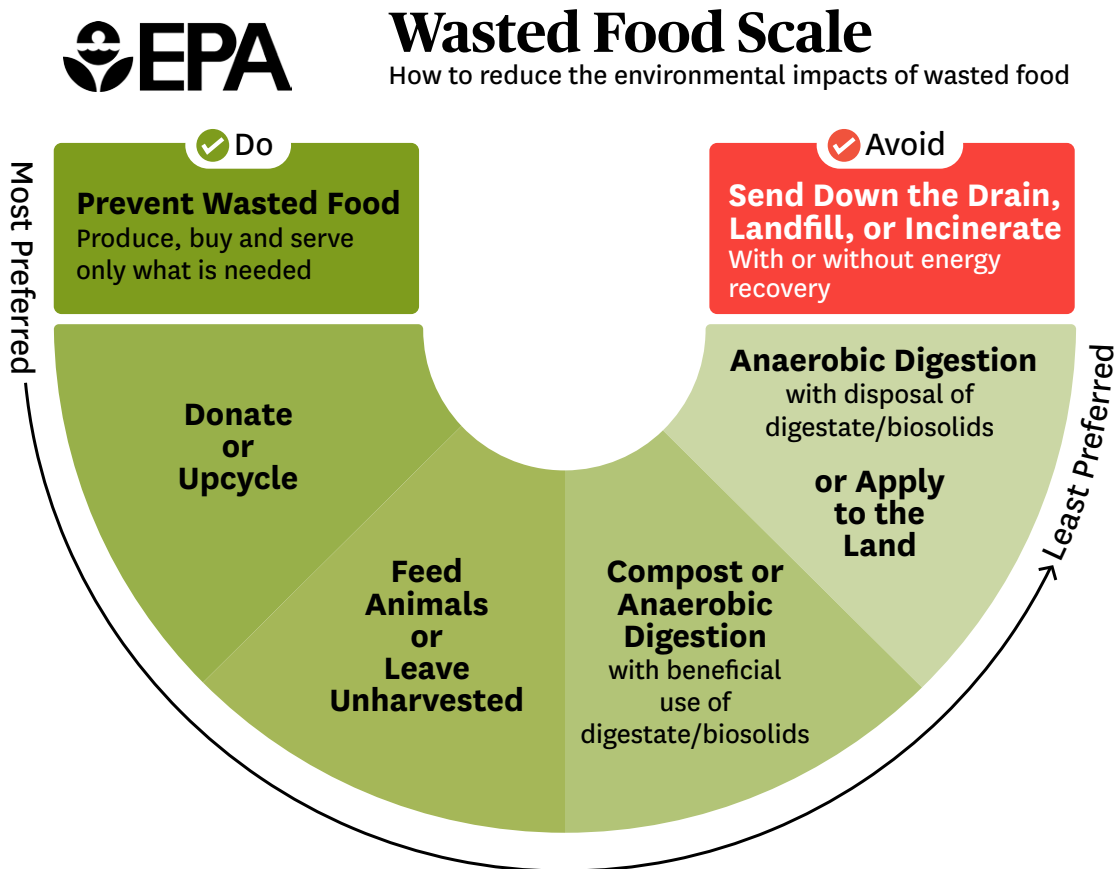 EPA
Wasted Food Scale
How to reduce the environmental impacts of wasted food
Most Preferred
Do
Prevent Wasted Food
Produce, buy and serve
only what is needed
Donate
or
Upcycle
Feed
Animals
or
Leave
Unharvested
Compost or
Anaerobic
Digestion
with beneficial
use of
digestate/biosolids
Anaerobic Digestion
with disposal of
digestate/biosolids
or Apply
to the
Land
Avoid
Send Down the Drain,
Landfill, or Incinerate
With or without energy
recovery
Least Preferred